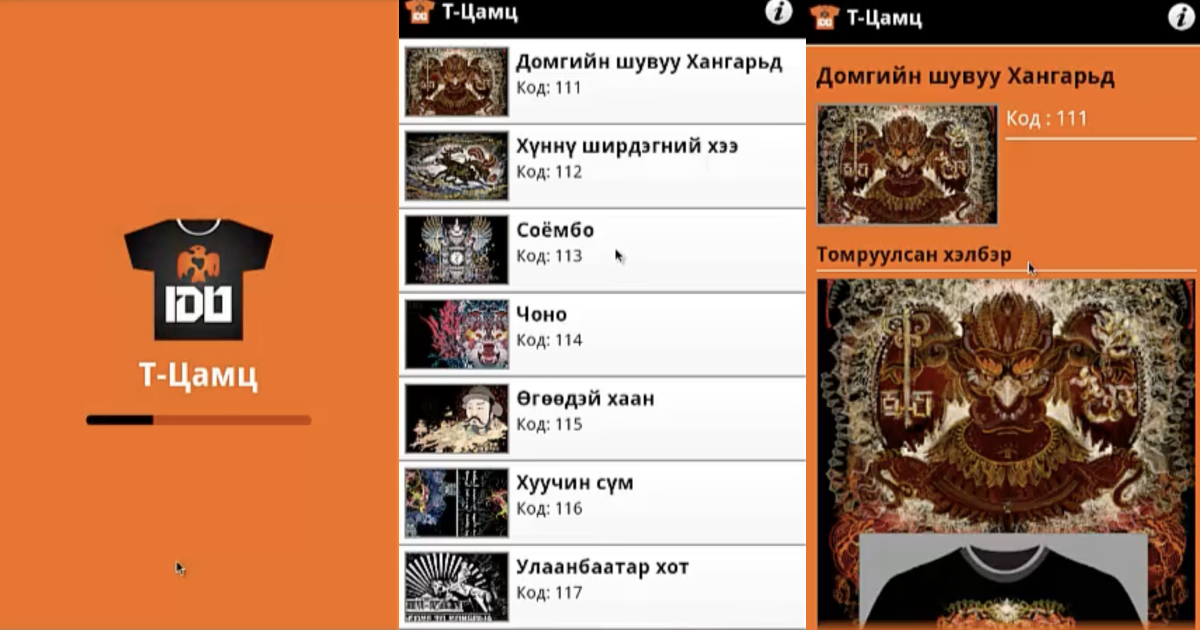 IDU
Т-Цамц
Т-Цамц
Домгийн шувуу Хангарьд
Код: 111
Хүннү ширдэгний хээ
Код: 112
Соёмбо
Код: 113
Чоно
Код: 114
Өгөөдэй хаан
Код: 115
Хуучин сүм
Код: 116
Улаанбаатар хот
Код: 117
Т-Цамц
Домгийн шувуу Хангарьд
Код : 111
Томруулсан хэлбэр